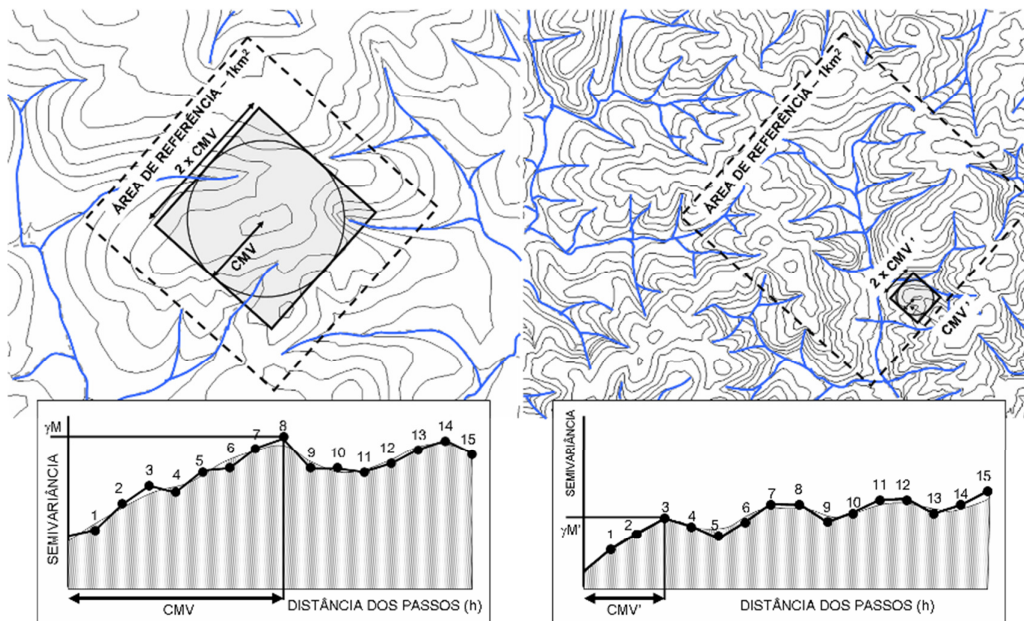 ÁREA DE REFERÊNCIA 1km²
2 x CMV
CMV
ÁREA DE REFERÊNCIA 1km²
2 x CMV'
CMV'
γM
SEMIVARIÂNCIA
1
2
3
4
5
6
7
8
9
10
11
12
13
14
15
CMV
DISTÂNCIA DOS PASSOS (h)
SEMIVARIÂNCIA
γM'
1
2
3
4
5
6
7
8
9
10
11
12
13
14
15
CMV'
DISTÂNCIA DOS PASSOS (h)